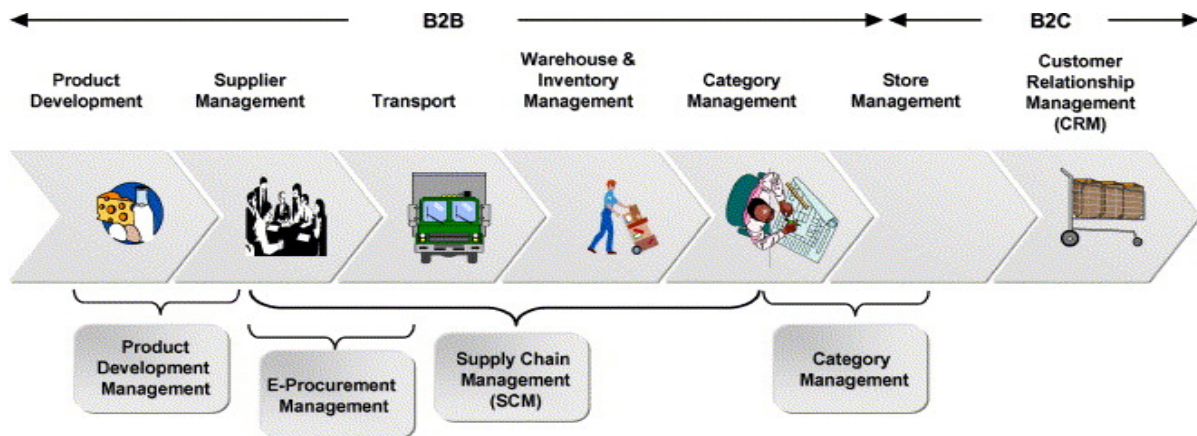 B2B
B2C
Product
Development
Supplier
Management
Transport
Warehouse &
Inventory
Management
Category
Management
Store
Management
Customer
Relationship
Management
(CRM)
Product
Development
Management
E-Procurement
Management
Supply Chain
Management
(SCM)
Category
Management